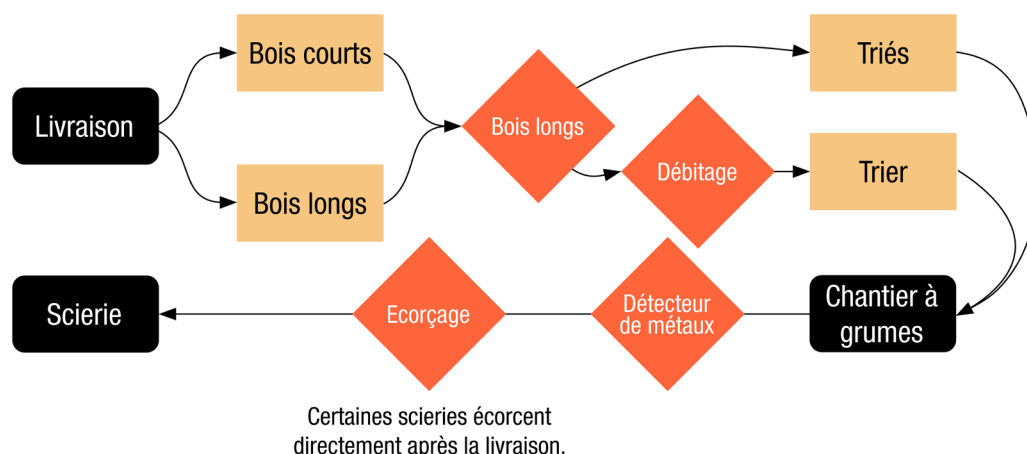 Bois courts
Triés
Livraison
Bois longs
Débitage
Trier
Bois longs
Scierie
Ecorçage
Détecteur
de métaux
Chantier à
grumes
Certaines scieries écorcent
directement après la livraison.